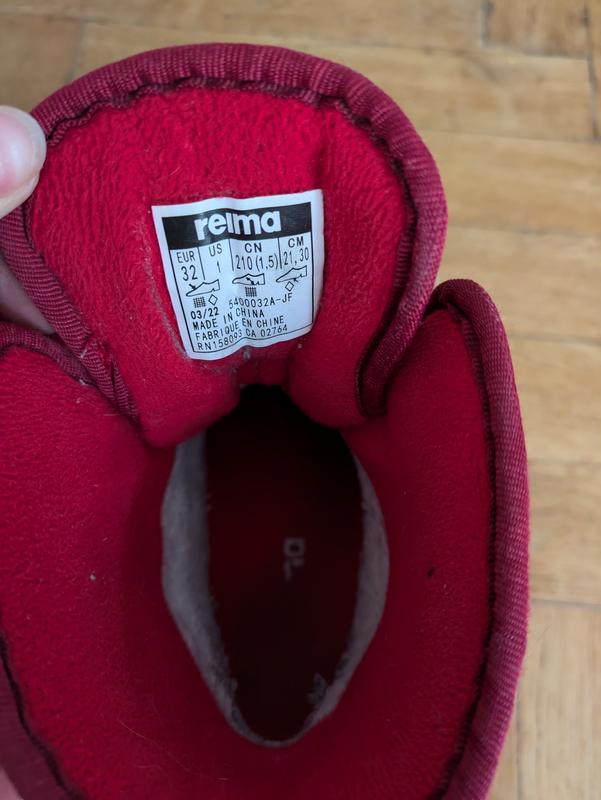 reima
EUR US CN CM
32 1 210(1,5) 21,30
03/22 5400032A-JF
MADE IN CHINA
FABRIQUE EN CHINE
RN158093 CA 02764